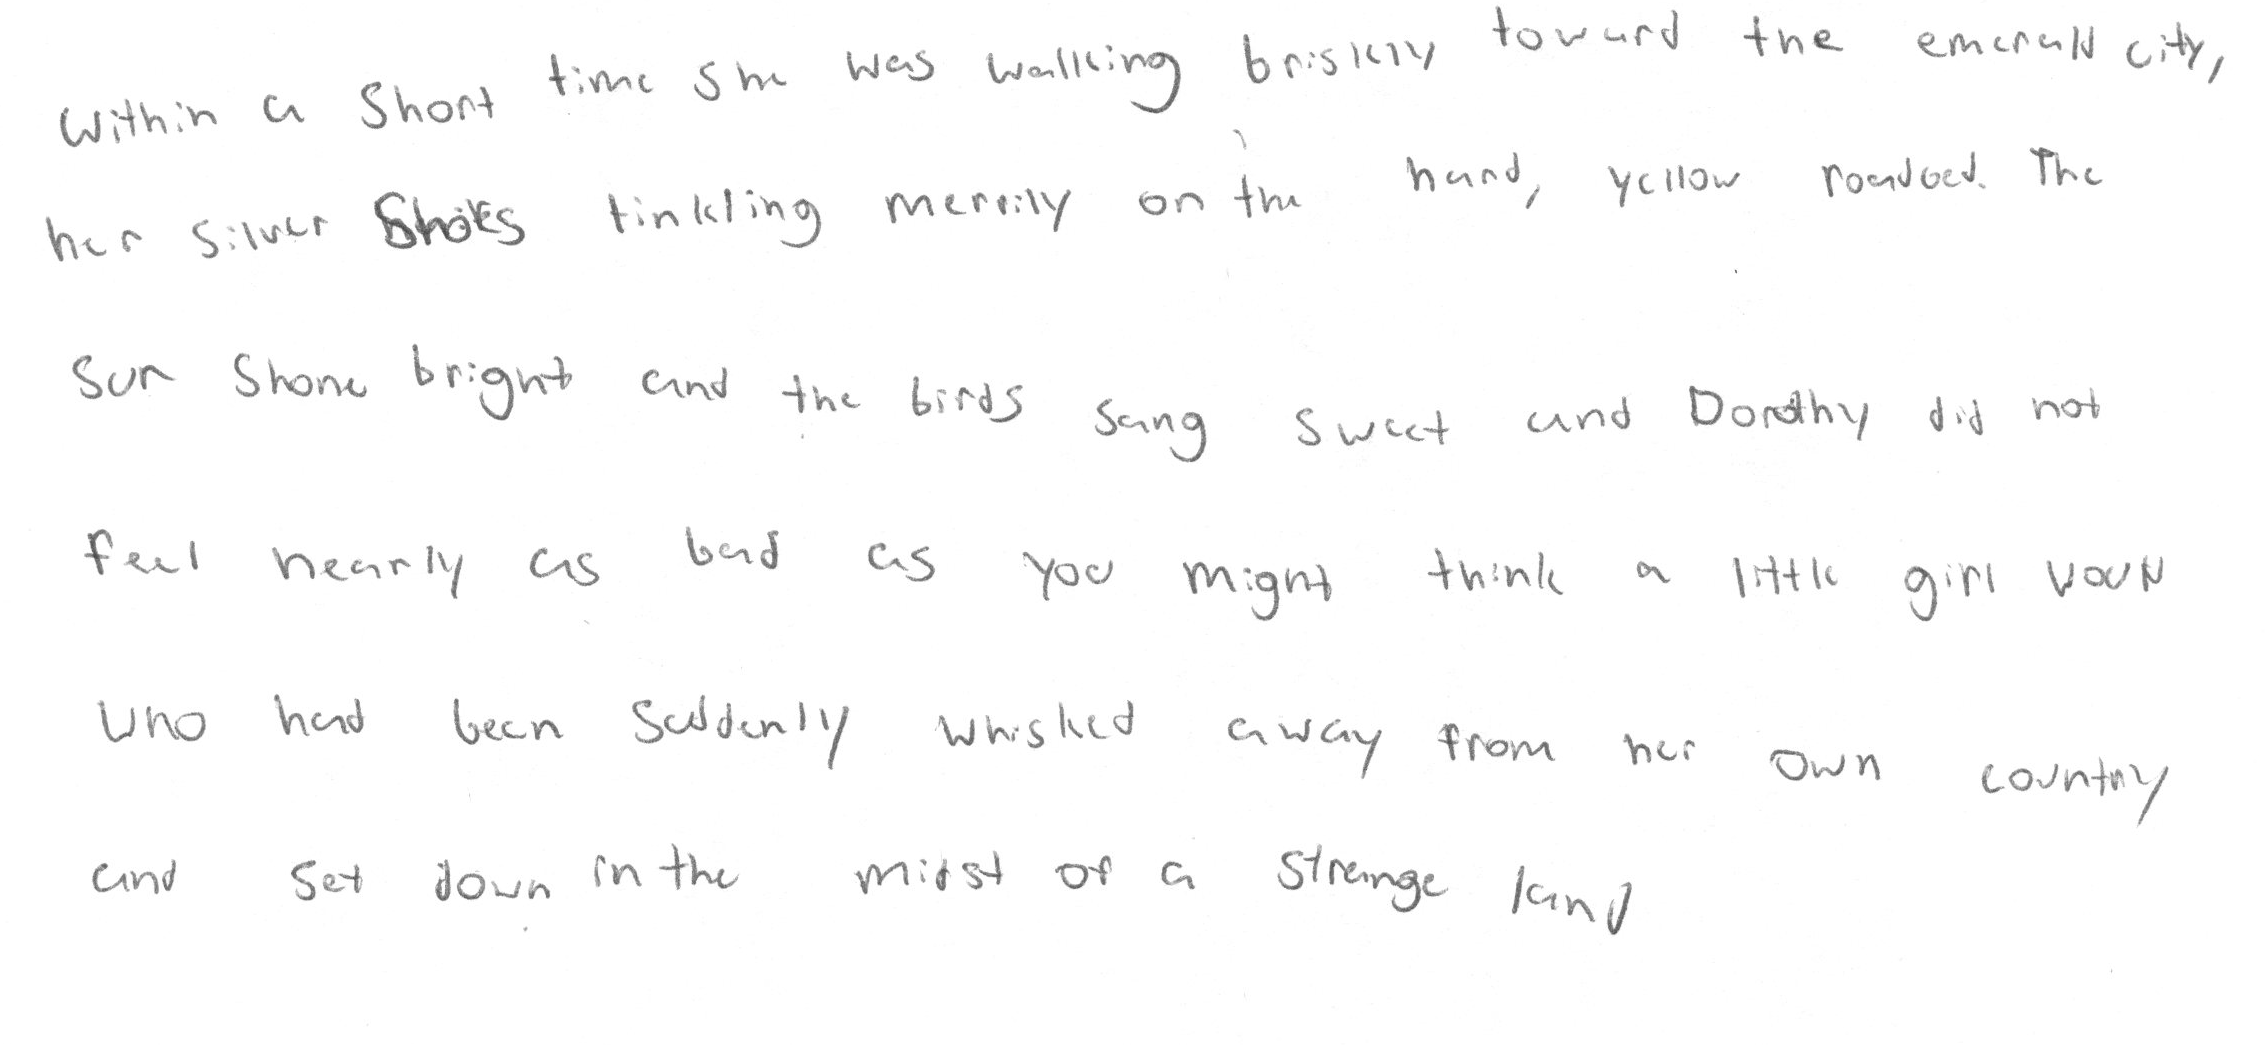 Within a short time she was walking briskly toward the emerald city,
her silver shoes tinkling merrily on the hard, yellow roadbed. The
sun shone bright and the birds sang sweet and Dorothy did not
feel nearly as bad as you might think a little girl would
who had been suddenly whisked away from her own country
and set down in the midst of a strange land